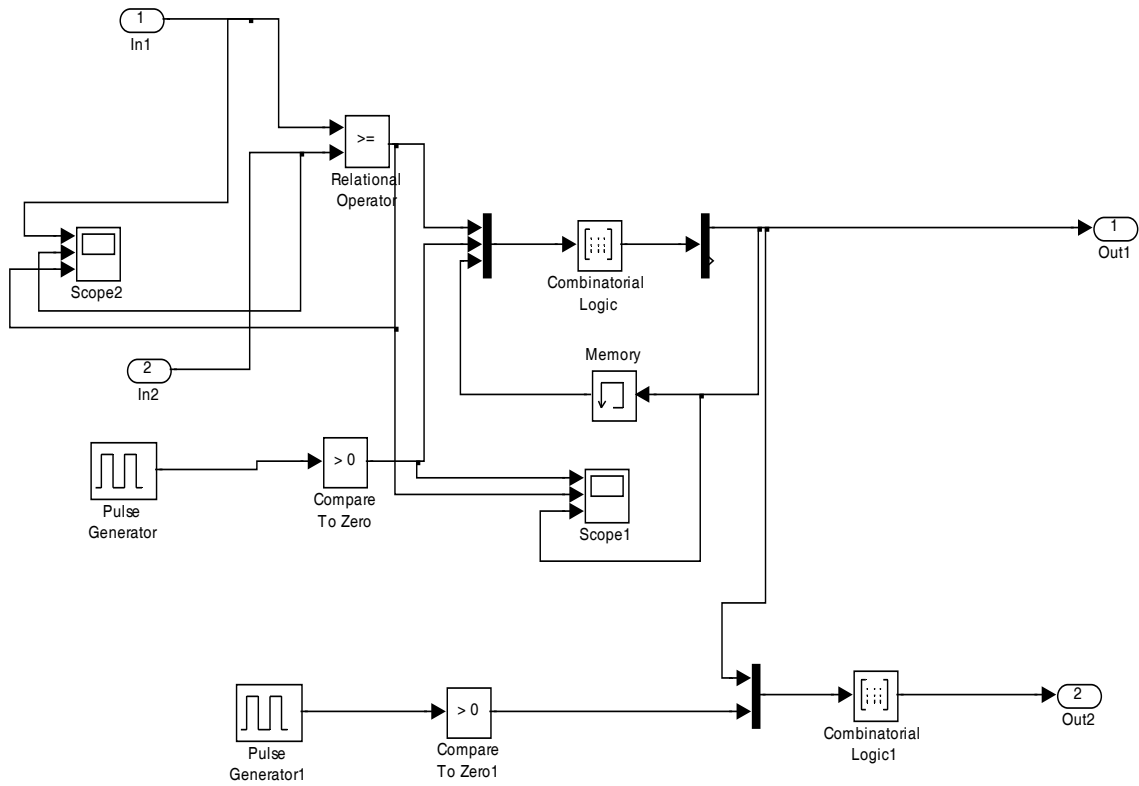 1
In1
>=
Relational
Operator
Scope2
Combinatorial
Logic
1
Out1
2
In2
Memory
Pulse
Generator
> 0
Compare
To Zero
Scope1
Pulse
Generator1
> 0
Compare
To Zero1
Combinatorial
Logic1
2
Out2